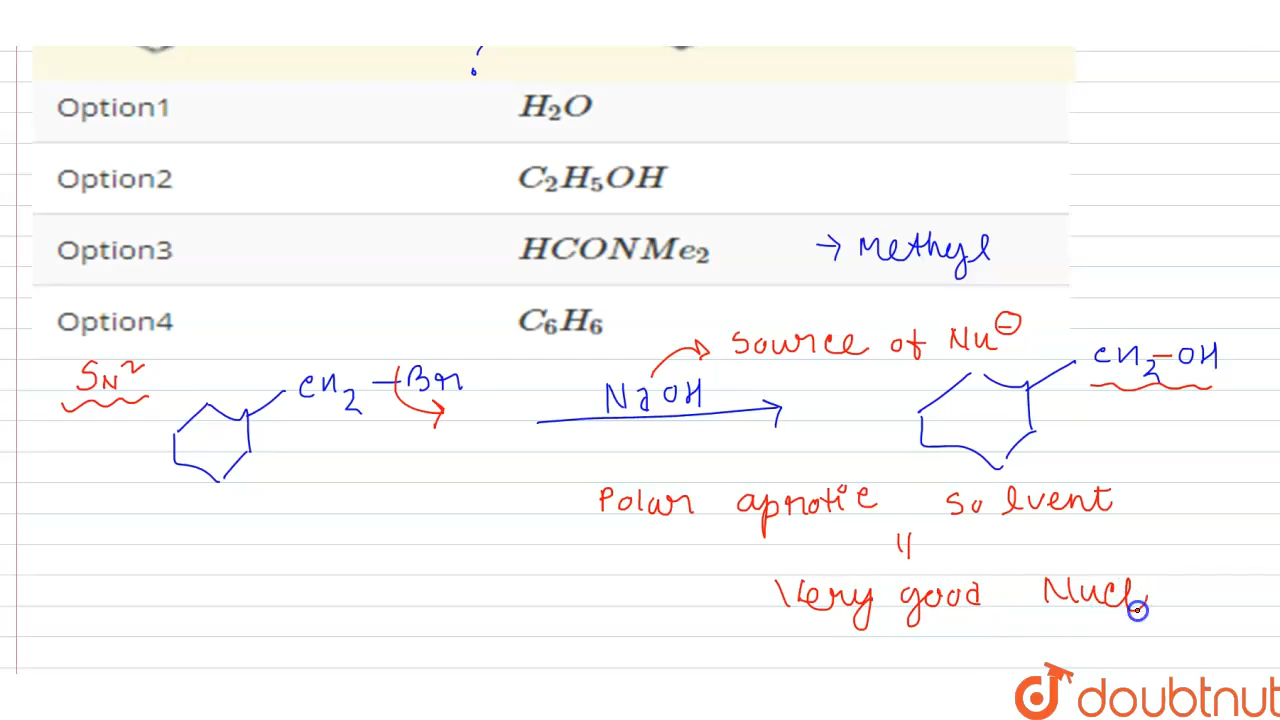 ?
Option1 H₂O
Option2 C₂H₅OH
Option3 HCONMe₂ → Methyl
Option4 C₆H₆
Source of Nu⊖
SN²
CH₂–Br
NaOH
CH₂–OH
Polar aprotic solvent
Very good Nucl
doubtnut